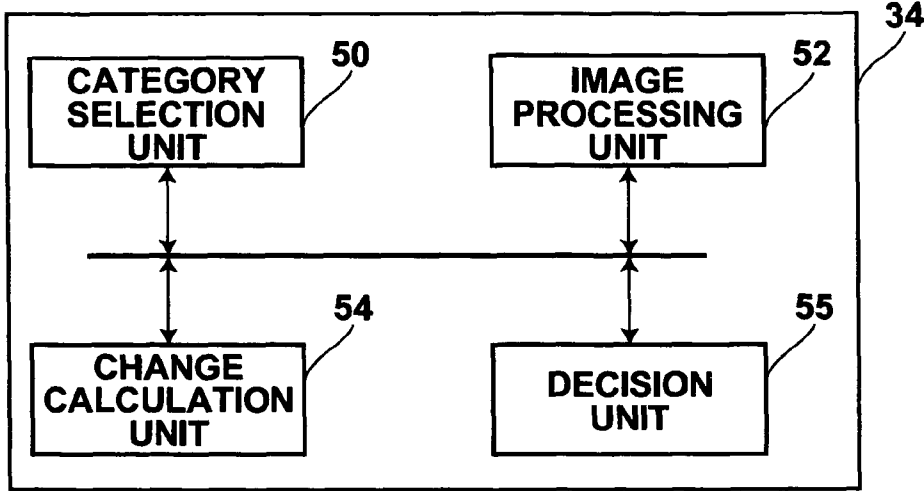 34
CATEGORY
SELECTION
UNIT
50
IMAGE
PROCESSING
UNIT
52
CHANGE
CALCULATION
UNIT
54
DECISION
UNIT
55